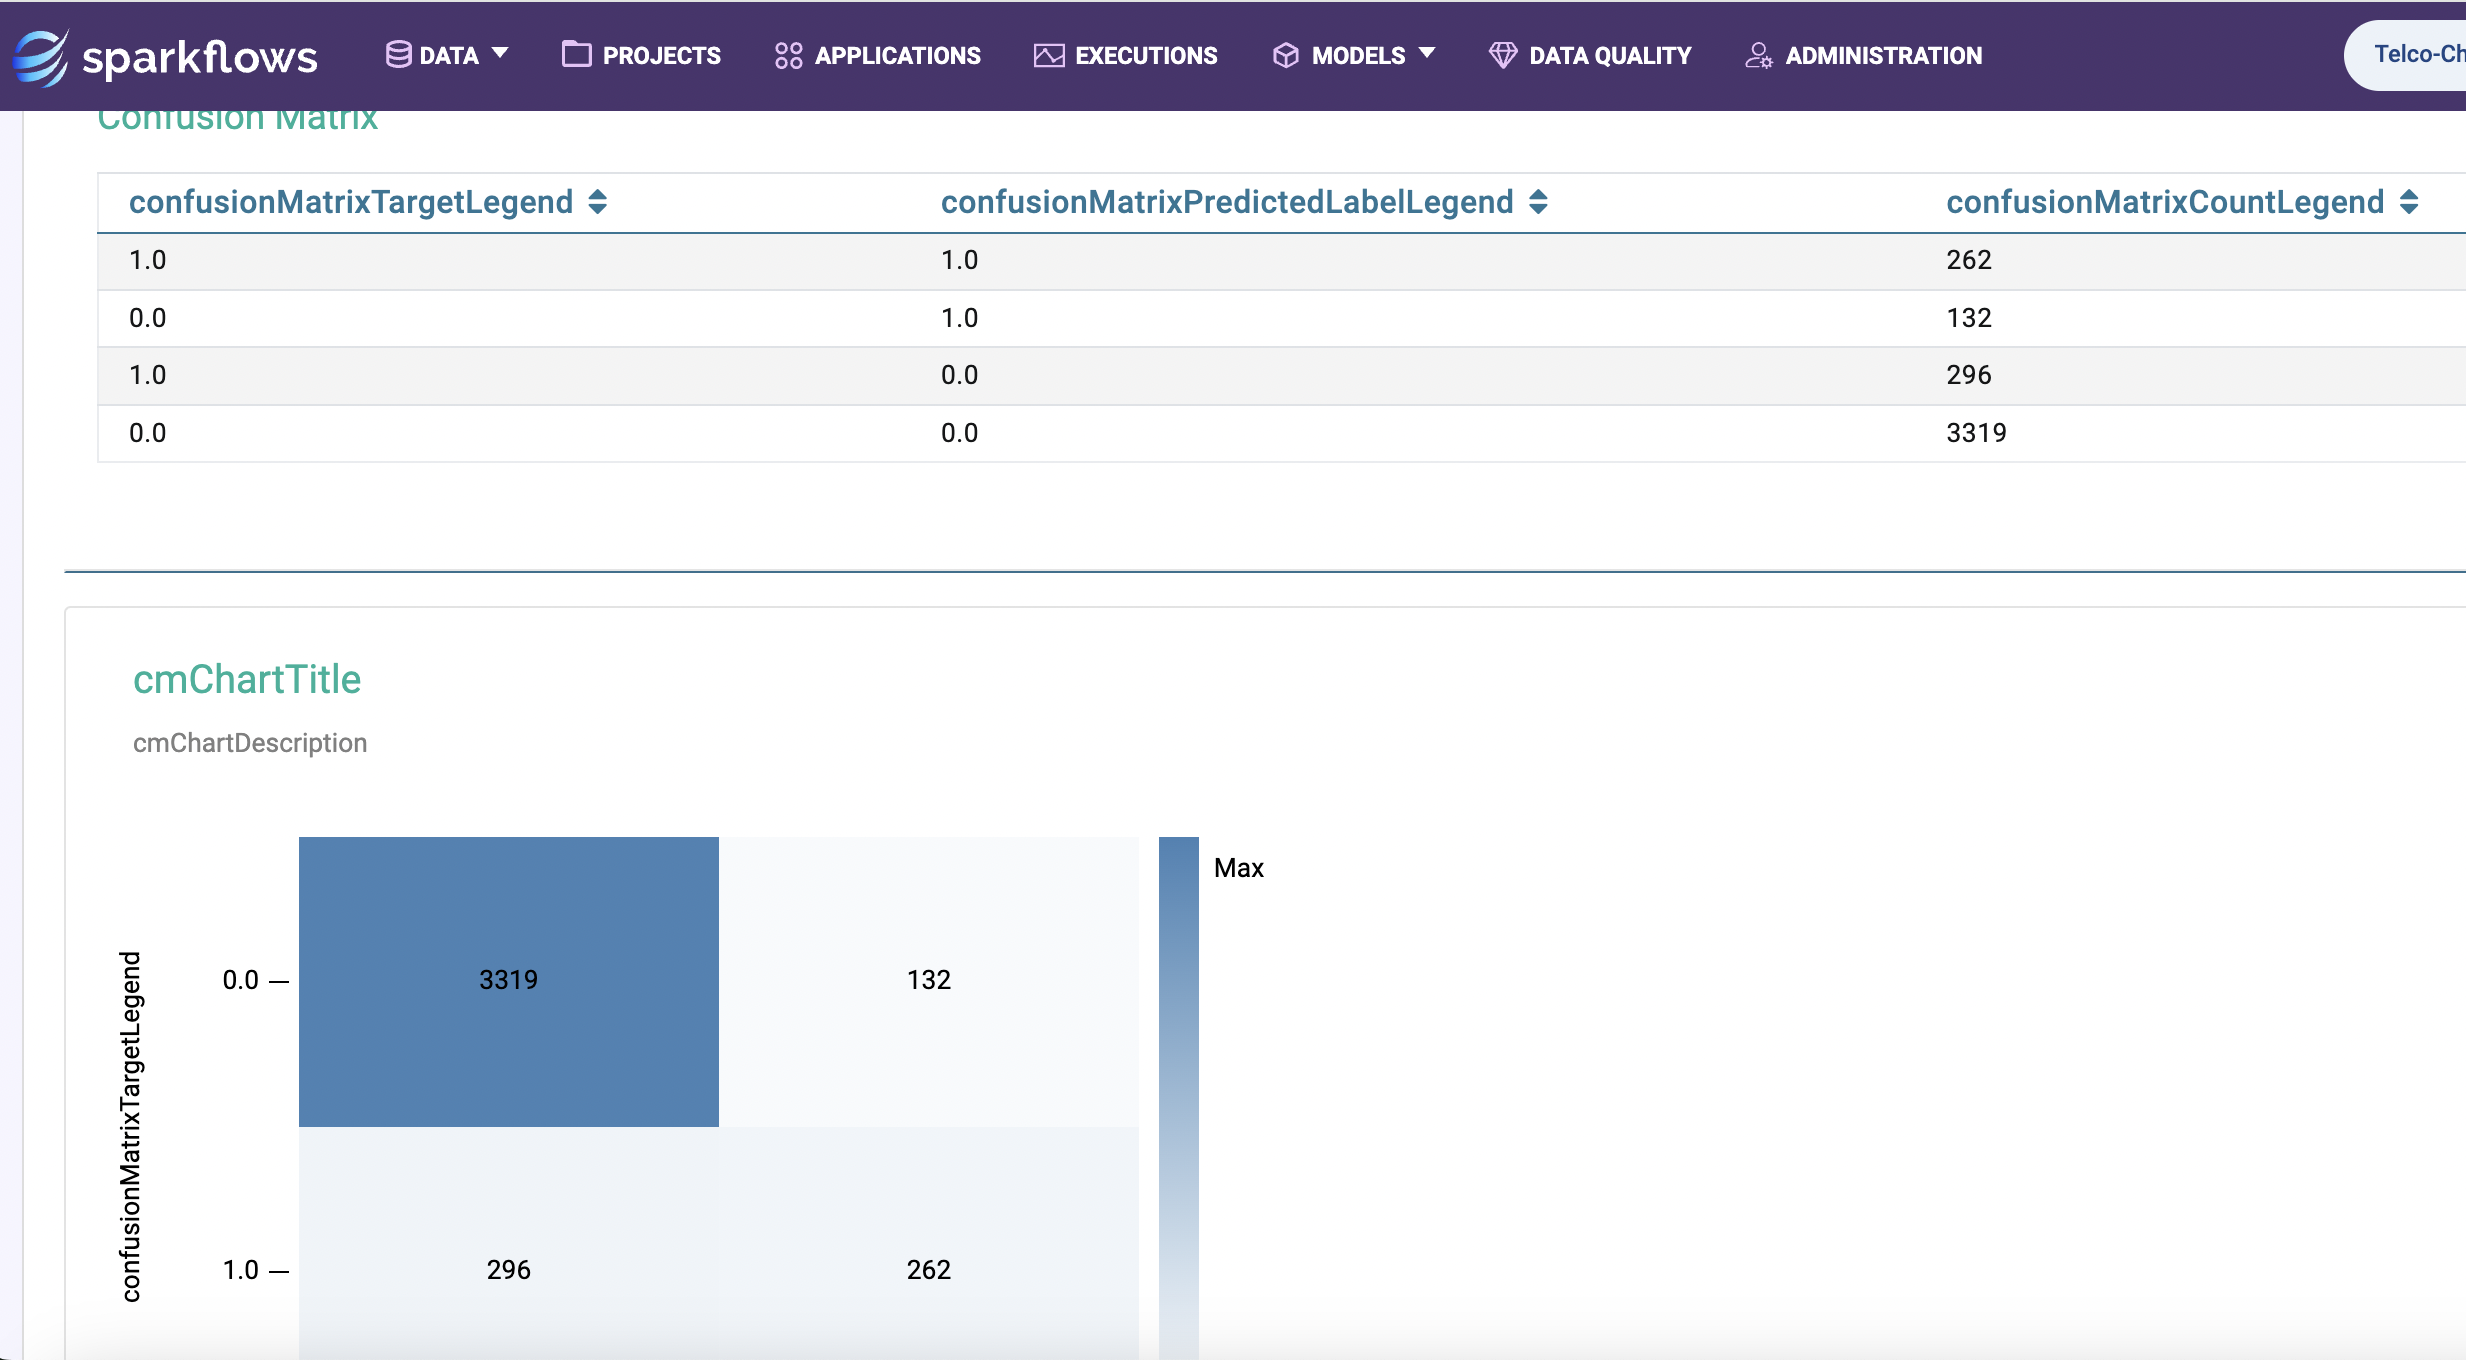 sparkflows DATA PROJECTS APPLICATIONS EXECUTIONS MODELS DATA QUALITY ADMINISTRATION Telco-Ch
Confusion Matrix
confusionMatrixTargetLegend confusionMatrixPredictedLabelLegend confusionMatrixCountLegend
1.0 1.0 262
0.0 1.0 132
1.0 0.0 296
0.0 0.0 3319
cmChartTitle
cmChartDescription
Max
0.0 3319 132
confusionMatrixTargetLegend
1.0 296 262